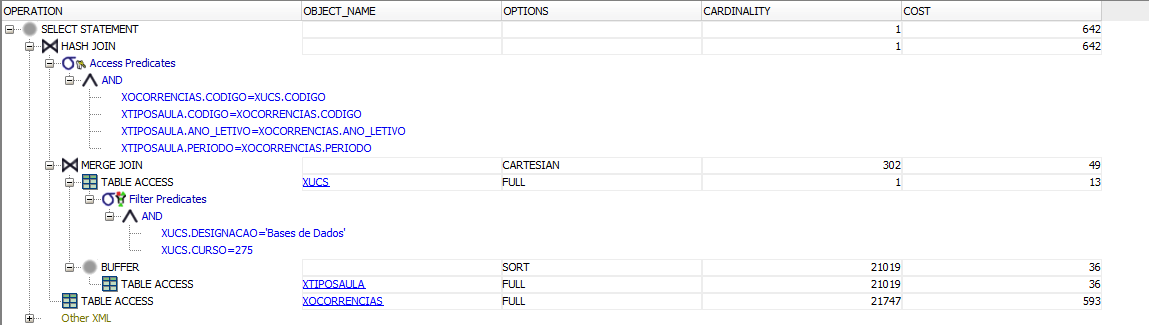 OPERATION OBJECT_NAME OPTIONS CARDINALITY COST
SELECT STATEMENT 1 642
HASH JOIN 1 642
Access Predicates
AND
XOCORRENCIAS.CODIGO=XUCS.CODIGO
XTIPOSAULA.CODIGO=XOCORRENCIAS.CODIGO
XTIPOSAULA.ANO_LETIVO=XOCORRENCIAS.ANO_LETIVO
XTIPOSAULA.PERIODO=XOCORRENCIAS.PERIODO
MERGE JOIN CARTESIAN 302 49
TABLE ACCESS XUCS FULL 1 13
Filter Predicates
AND
XUCS.DESIGNACAO='Bases de Dados'
XUCS.CURSO=275
BUFFER SORT 21019 36
TABLE ACCESS XTIPOSAULA FULL 21019 36
TABLE ACCESS XOCORRENCIAS FULL 21747 593
Other XML